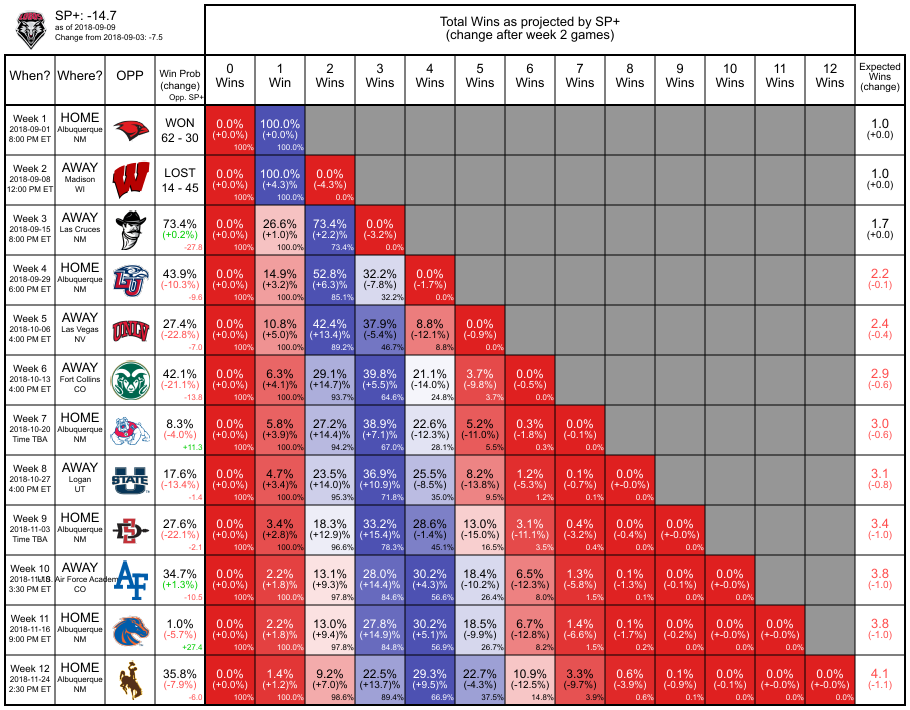 SP+: -14.7
as of 2018-09-09
Change from 2018-09-03: -7.5
Total Wins as projected by SP+
(change after week 2 games)
When? Where? OPP Win Prob (change) Opp. SP+ 0 Wins 1 Win 2 Wins 3 Wins 4 Wins 5 Wins 6 Wins 7 Wins 8 Wins 9 Wins 10 Wins 11 Wins 12 Wins Expected Wins (change)
Week 1 HOME WON 0.0% 100.0% 1.0
2018-09-01 Albuquerque 62 - 30 (+0.0%) (+0.0%) (+0.0)
8:00 PM ET NM 100% 100.0%
Week 2 AWAY W LOST 0.0% 100.0% 0.0% 1.0
2018-09-08 Madison 14 - 45 (+0.0%) (+4.3)% (-4.3%) (+0.0)
12:00 PM ET WI 100% 100.0% 0.0%
Week 3 AWAY 73.4% 0.0% 26.6% 73.4% 0.0% 1.7
2018-09-15 Las Cruces (+0.2%) (+0.0%) (+1.0)% (+2.2)% (-3.2%) (+0.0)
8:00 PM ET NM -27.8 100% 100.0% 73.4% 0.0%
Week 4 HOME LU 43.9% 0.0% 14.9% 52.8% 32.2% 0.0% 2.2
2018-09-29 Albuquerque (-10.3%) (+0.0%) (+3.2)% (+6.3)% (-7.8%) (-1.7%) (-0.1)
6:00 PM ET NM -9.6 100% 100.0% 85.1% 32.2% 0.0%
Week 5 AWAY UNLV 27.4% 0.0% 10.8% 42.4% 37.9% 8.8% 0.0% 2.4
2018-10-06 Las Vegas (-22.8%) (+0.0%) (+5.0)% (+13.4)% (-5.4%) (-12.1%) (-0.9%) (-0.4)
4:00 PM ET NV -7.0 100% 100.0% 89.2% 46.7% 8.8% 0.0%
Week 6 AWAY 42.1% 0.0% 6.3% 29.1% 39.8% 21.1% 3.7% 0.0% 2.9
2018-10-13 Fort Collins (-21.1%) (+0.0%) (+4.1)% (+14.7)% (+5.5)% (-14.0%) (-9.8%) (-0.5%) (-0.6)
4:00 PM ET CO -13.8 100% 100.0% 93.7% 64.6% 24.8% 3.7% 0.0%
Week 7 HOME 8.3% 0.0% 5.8% 27.2% 38.9% 22.6% 5.2% 0.3% 0.0% 3.0
2018-10-20 Albuquerque (-4.0%) (+0.0%) (+3.9)% (+14.4)% (+7.1)% (-12.3%) (-11.0%) (-1.8%) (-0.1%) (-0.6)
Time TBA NM +11.3 100% 100.0% 94.2% 67.0% 28.1% 5.5% 0.3% 0.0%
Week 8 AWAY U STATE 17.6% 0.0% 4.7% 23.5% 36.9% 25.5% 8.2% 1.2% 0.1% 0.0% 3.1
2018-10-27 Logan (-13.4%) (+0.0%) (+3.4)% (+14.0)% (+10.9)% (-8.5%) (-13.8%) (-5.3%) (-0.7%) (+-0.0%) (-0.8)
4:00 PM ET UT -1.4 100% 100.0% 95.3% 71.8% 35.0% 9.5% 1.2% 0.1% 0.0%
Week 9 HOME SD 27.6% 0.0% 3.4% 18.3% 33.2% 28.6% 13.0% 3.1% 0.4% 0.0% 0.0% 3.4
2018-11-03 Albuquerque (-22.1%) (+0.0%) (+2.8)% (+12.9)% (+15.4)% (-1.4%) (-15.0%) (-11.1%) (-3.2%) (-0.4%) (+-0.0%) (-1.0)
Time TBA NM -2.1 100% 100.0% 96.6% 78.3% 45.1% 16.5% 3.5% 0.4% 0.0% 0.0%
Week 10 AWAY AF 34.7% 0.0% 2.2% 13.1% 28.0% 30.2% 18.4% 6.5% 1.3% 0.1% 0.0% 0.0% 3.8
2018-11- Air Force Academy (+1.3%) (+0.0%) (+1.8)% (+9.3)% (+14.4)% (+4.3)% (-10.2%) (-12.3%) (-5.8%) (-1.3%) (-0.1%) (+-0.0%) (-1.0)
3:30 PM ET CO -10.5 100% 100.0% 97.8% 84.6% 56.6% 26.4% 8.0% 1.5% 0.1% 0.0% 0.0%
Week 11 HOME 1.0% 0.0% 2.2% 13.0% 27.8% 30.2% 18.5% 6.7% 1.4% 0.1% 0.0% 0.0% 0.0% 3.8
2018-11-16 Albuquerque (-5.7%) (+0.0%) (+1.8)% (+9.4)% (+14.9)% (+5.1)% (-9.9%) (-12.8%) (-6.6%) (-1.7%) (-0.2%) (+-0.0%) (+-0.0%) (-1.0)
9:00 PM ET NM +27.4 100% 100.0% 97.8% 84.8% 56.9% 26.7% 8.2% 1.5% 0.2% 0.0% 0.0% 0.0%
Week 12 HOME 35.8% 0.0% 1.4% 9.2% 22.5% 29.3% 22.7% 10.9% 3.3% 0.6% 0.1% 0.0% 0.0% 0.0% 4.1
2018-11-24 Albuquerque (-7.9%) (+0.0%) (+1.2)% (+7.0)% (+13.7)% (+9.5)% (-4.3%) (-12.5%) (-9.7%) (-3.9%) (-0.9%) (-0.1%) (+-0.0%) (+-0.0%) (-1.1)
2:30 PM ET NM -6.0 100% 100.0% 98.6% 89.4% 66.9% 37.5% 14.8% 3.9% 0.6% 0.1% 0.0% 0.0% 0.0%